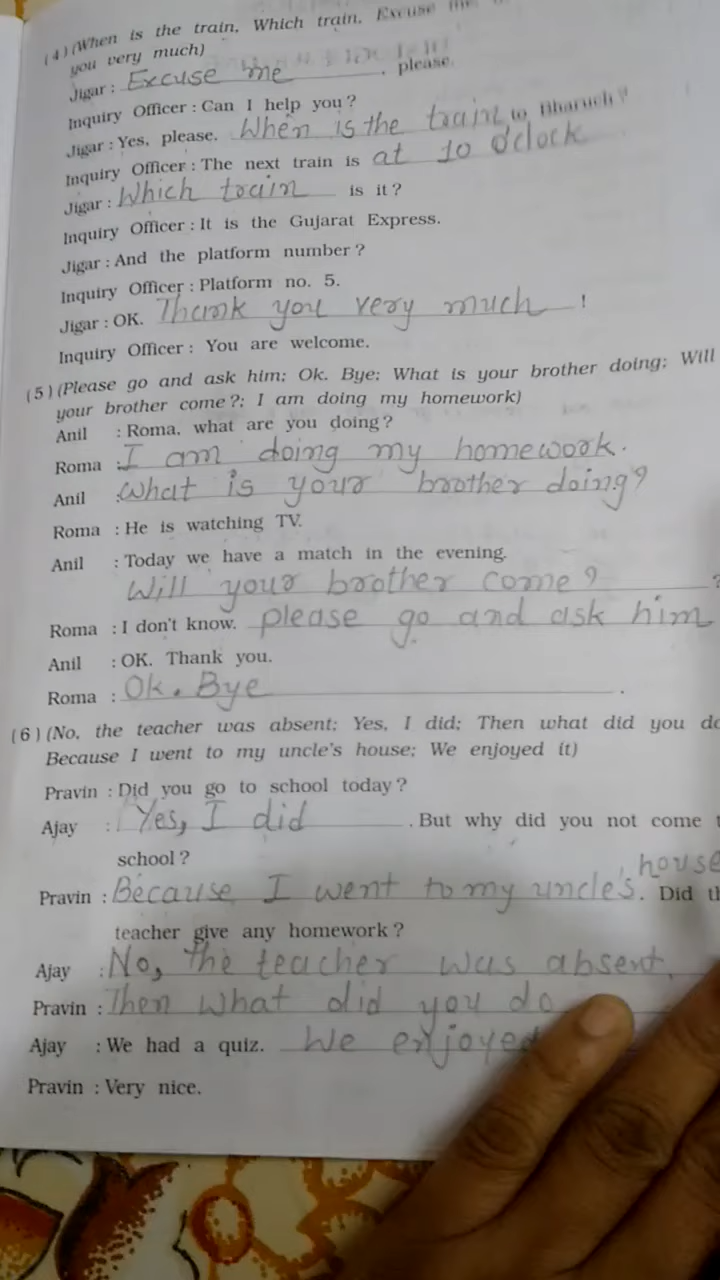 (4) (When is the train, Which train, Excuse
you very much)
Jigar : Excuse me . please.
Inquiry Officer : Can I help you ?
Jigar : Yes, please. When is the train to Bharuch ?
Inquiry Officer : The next train is at 10 o'clock
Jigar : Which train is it ?
Inquiry Officer : It is the Gujarat Express.
Jigar : And the platform number ?
Inquiry Officer : Platform no. 5.
Jigar : OK. Thank you very much !
Inquiry Officer : You are welcome.
(5) (Please go and ask him; Ok. Bye; What is your brother doing; Will
your brother come ?; I am doing my homework)
Anil : Roma, what are you doing ?
Roma : I am doing my homework.
Anil : What is your brother doing?
Roma : He is watching TV.
Anil : Today we have a match in the evening.
Will your brother come? ?
Roma : I don't know. please go and ask him
Anil : OK. Thank you.
Roma : Ok. Bye .
(6) (No, the teacher was absent; Yes, I did; Then what did you do
Because I went to my uncle's house; We enjoyed it)
Pravin : Did you go to school today ?
Ajay : Yes, I did . But why did you not come
school ?
house
Pravin : Because I went to my uncle's. Did
teacher give any homework ?
Ajay : No, the teacher was absent.
Pravin : Then what did you do
Ajay : We had a quiz. We enjoyed
Pravin : Very nice.